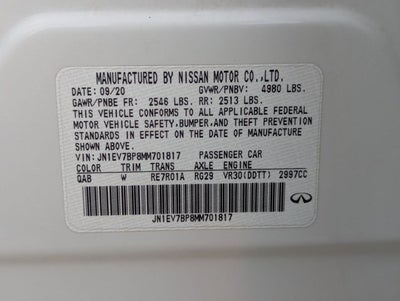 MANUFACTURED BY NISSAN MOTOR CO.,LTD.
DATE: 09/20 GVWR/PNBV: 4980 LBS.
GAWR/PNBE FR: 2546 LBS. RR: 2513 LBS.
THIS VEHICLE CONFORMS TO ALL APPLICABLE FEDERAL
MOTOR VEHICLE SAFETY,BUMPER,AND THEFT PREVENTION
STANDARDS IN EFFECT ON THE DATE OF MANUFACTURE
SHOWN ABOVE.
VIN: JN1EV7BP8MM701817 PASSENGER CAR
COLOR TRIM TRANS AXLE ENGINE
QAB W RE7R01A RG29 VR30(DDTT) 2997CC
JN1EV7BP8MM701817